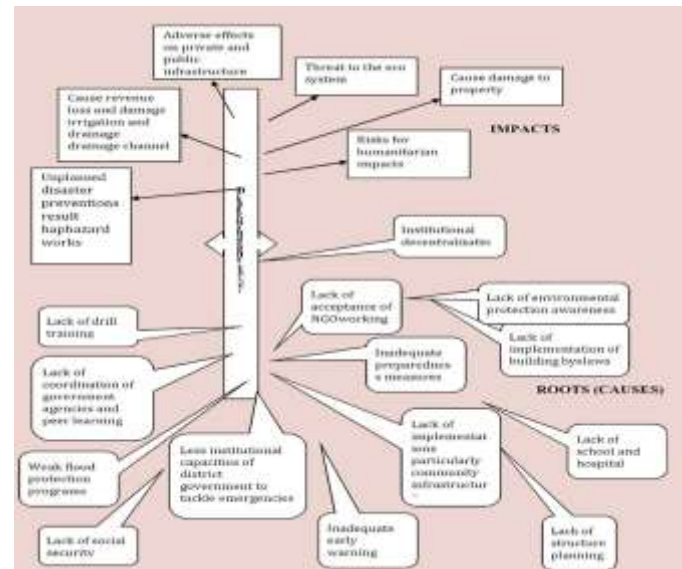 Adverse effects
on private and
public
infrastructure
Threat to the eco
system
Cause damage to
property
Cause revenue
loss and damage
irrigation and
drainage
drainage channel
IMPACTS
Risks for
humanitarian
impacts
Unplanned
disaster
preventions
result
haphazard
works
Institutional
Lack of
acceptance of
NGOworking
Lack of environmental
protection awareness
Lack of drill
training
Lack of
implementation of
building byelaws
Inadequate
preparednes
s measures
Lack of
coordination of
government
agencies and
peer learning
ROOTS (CAUSES)
Lack of
implementat
ions
particularly
community
infrastructur
Less institutional
capacities of
district
government to
tackle emergencies
Lack of
school and
hospital
Weak flood
protection
programs
Lack of social
security
Inadequate
early
warning
Lack of
structure
planning